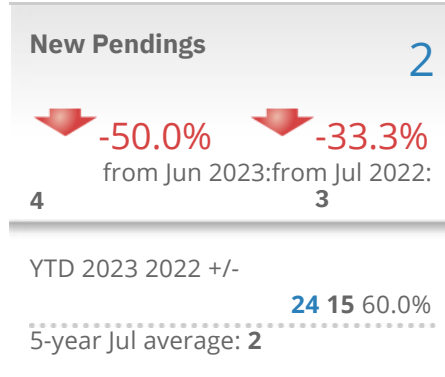 New Pendings
2
-50.0% -33.3%
from Jun 2023:from Jul 2022:
4 3
YTD 2023 2022 +/-
24 15 60.0%
5-year Jul average: 2